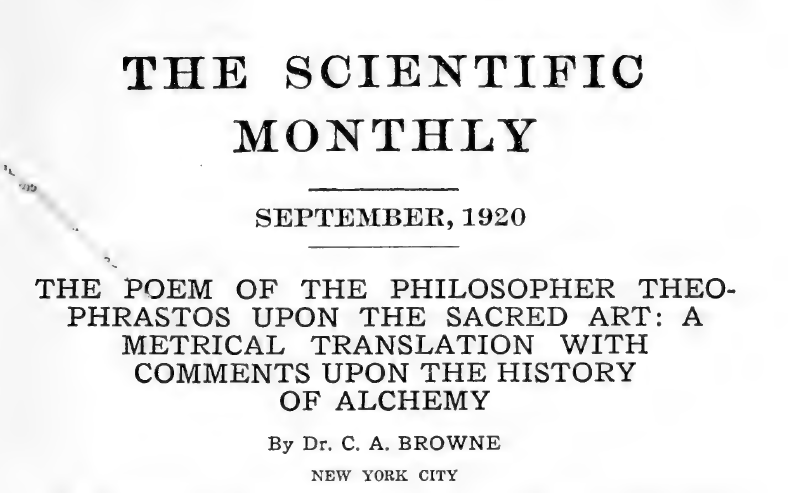 THE SCIENTIFIC
MONTHLY
SEPTEMBER, 1920
THE POEM OF THE PHILOSOPHER THEO-
PHRASTOS UPON THE SACRED ART: A
METRICAL TRANSLATION WITH
COMMENTS UPON THE HISTORY
OF ALCHEMY
By Dr. C. A. BROWNE
NEW YORK CITY